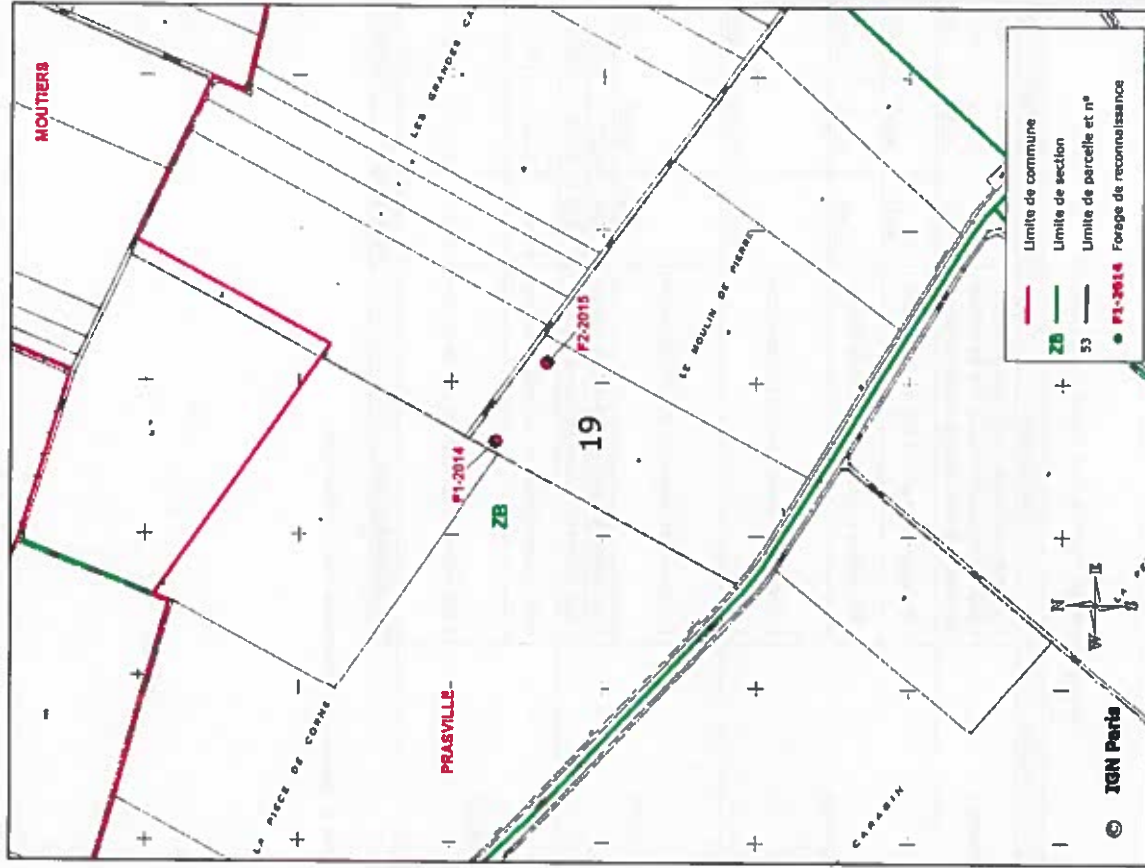 MOUTIERS
LES GRANDES CA
LA PIECE DE CORNE
F1-2014
F2-2015
ZB
19
LE MOULIN DE PIERRE
PRASVILLE
CARABIN
Limite de commune
ZB Limite de section
53 Limite de parcelle et n°
F1-2014 Forage de reconnaissance
N
W E
S
© IGN Paris